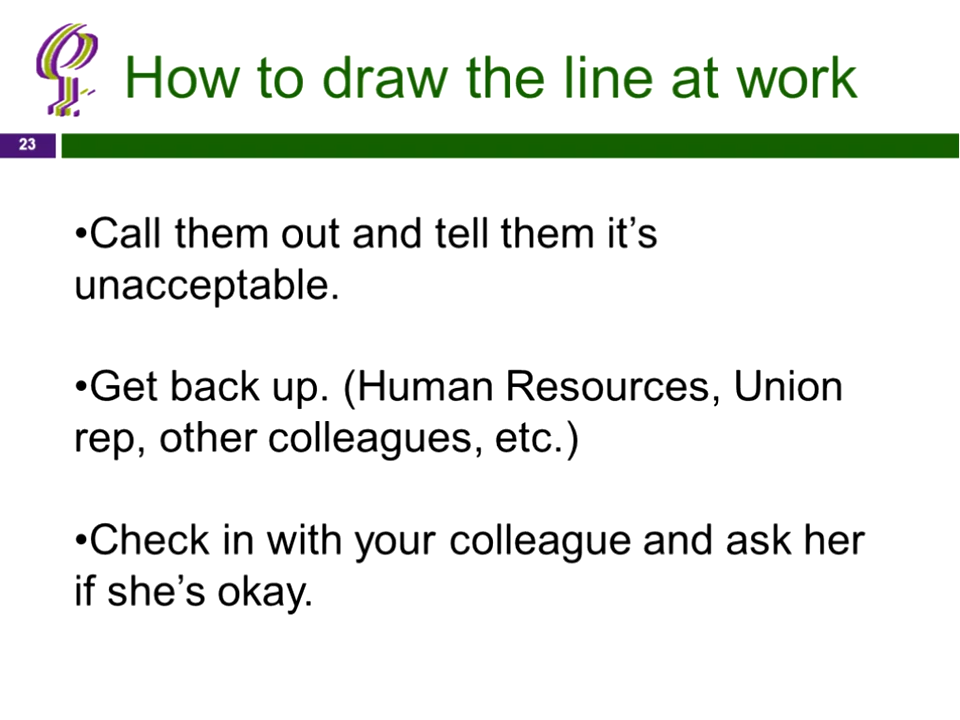 How to draw the line at work
23
•Call them out and tell them it’s
unacceptable.
•Get back up. (Human Resources, Union
rep, other colleagues, etc.)
•Check in with your colleague and ask her
if she’s okay.